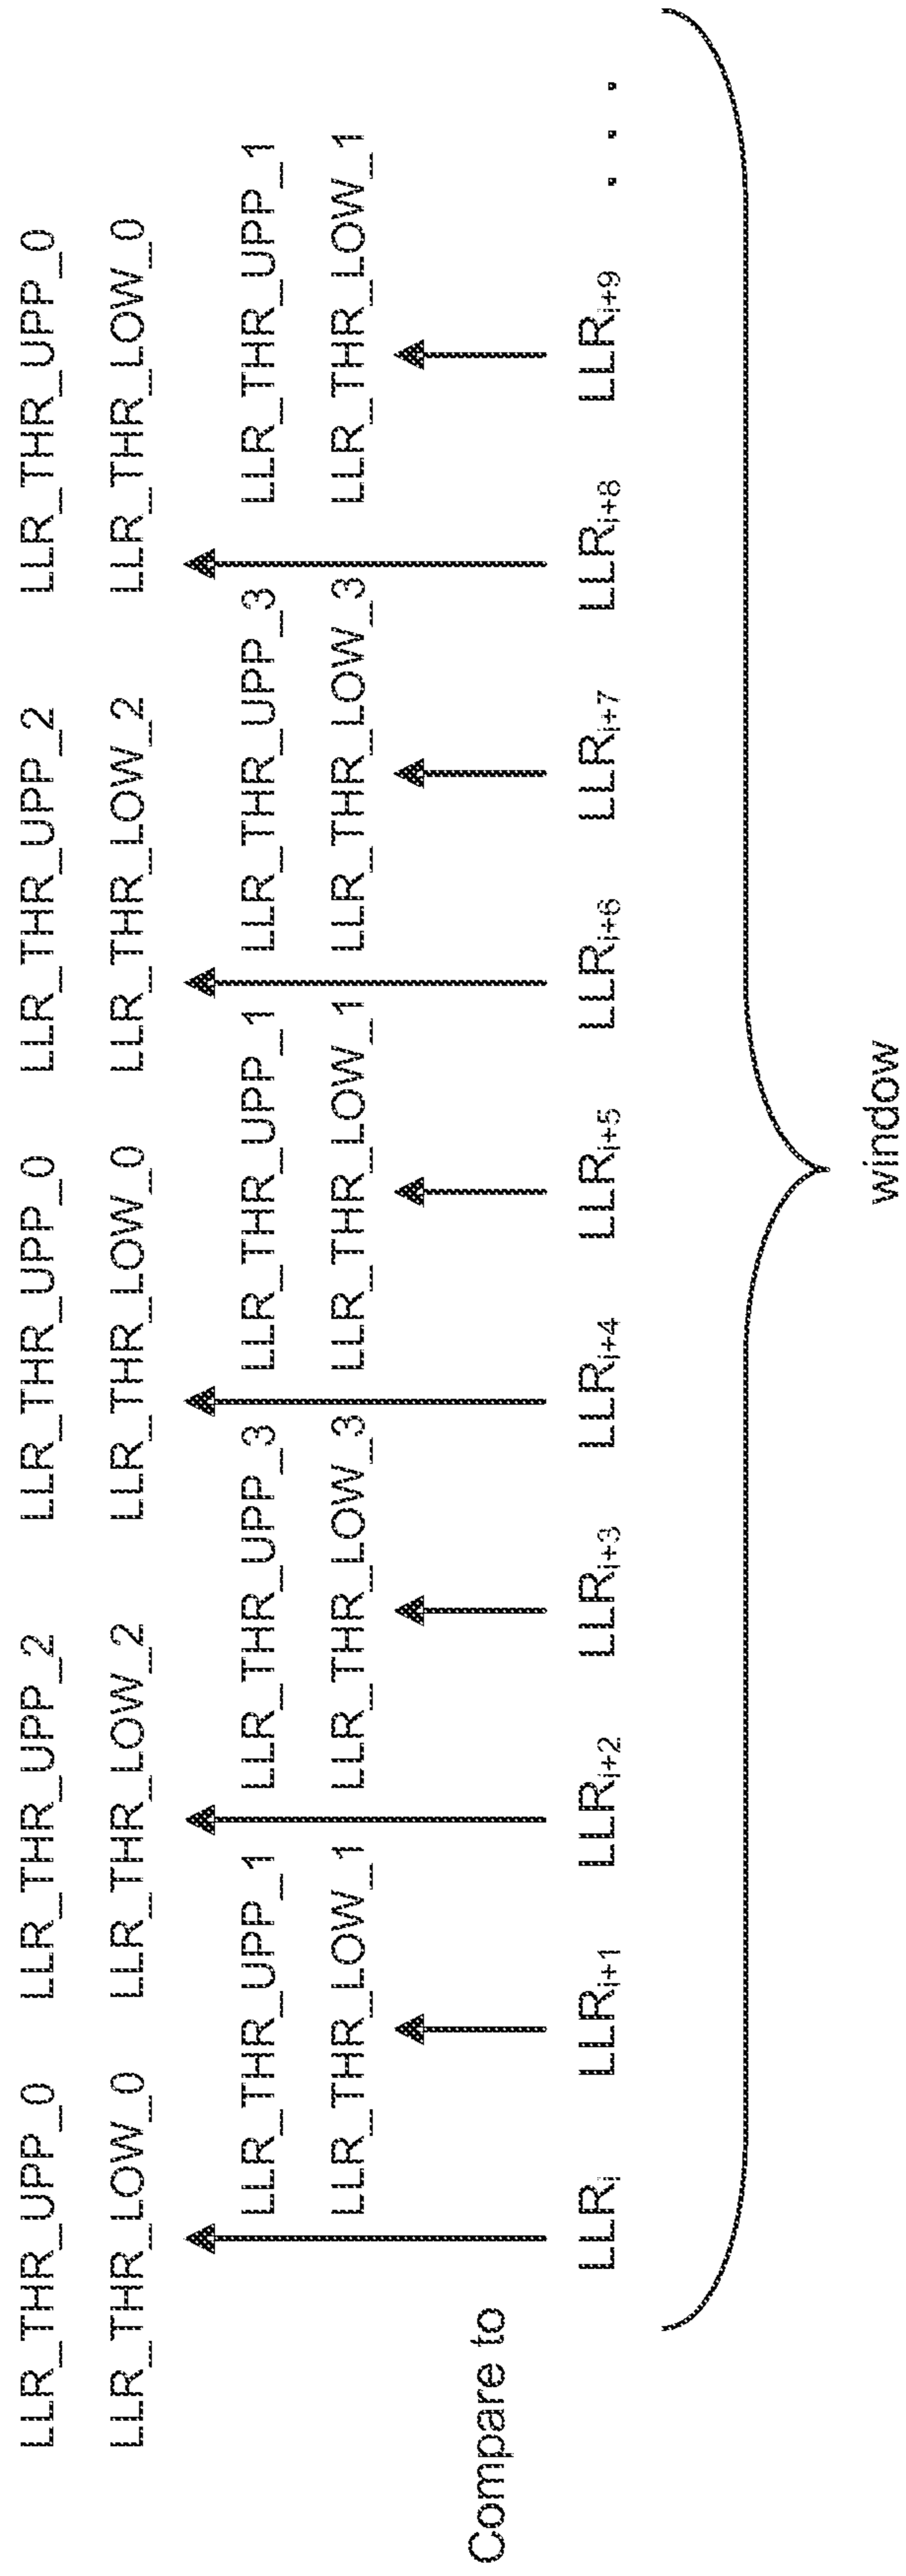 LLR_THR_UPP_0 LLR_THR_UPP_2 LLR_THR_UPP_0 LLR_THR_UPP_2 LLR_THR_UPP_0
LLR_THR_LOW_0 LLR_THR_LOW_2 LLR_THR_LOW_0 LLR_THR_LOW_2 LLR_THR_LOW_0
LLR_THR_UPP_1 LLR_THR_UPP_3 LLR_THR_UPP_1 LLR_THR_UPP_3 LLR_THR_UPP_1
LLR_THR_LOW_1 LLR_THR_LOW_3 LLR_THR_LOW_1 LLR_THR_LOW_3 LLR_THR_LOW_1
Compare to
LLRi LLRi+1 LLRi+2 LLRi+3 LLRi+4 LLRi+5 LLRi+6 LLRi+7 LLRi+8 LLRi+9 . . .
window